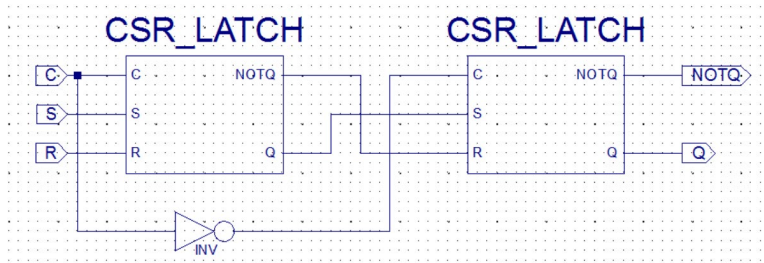 CSR_LATCH CSR_LATCH
C C NOTQ C NOTQ NOTQ
S S S
R R Q R Q Q
INV